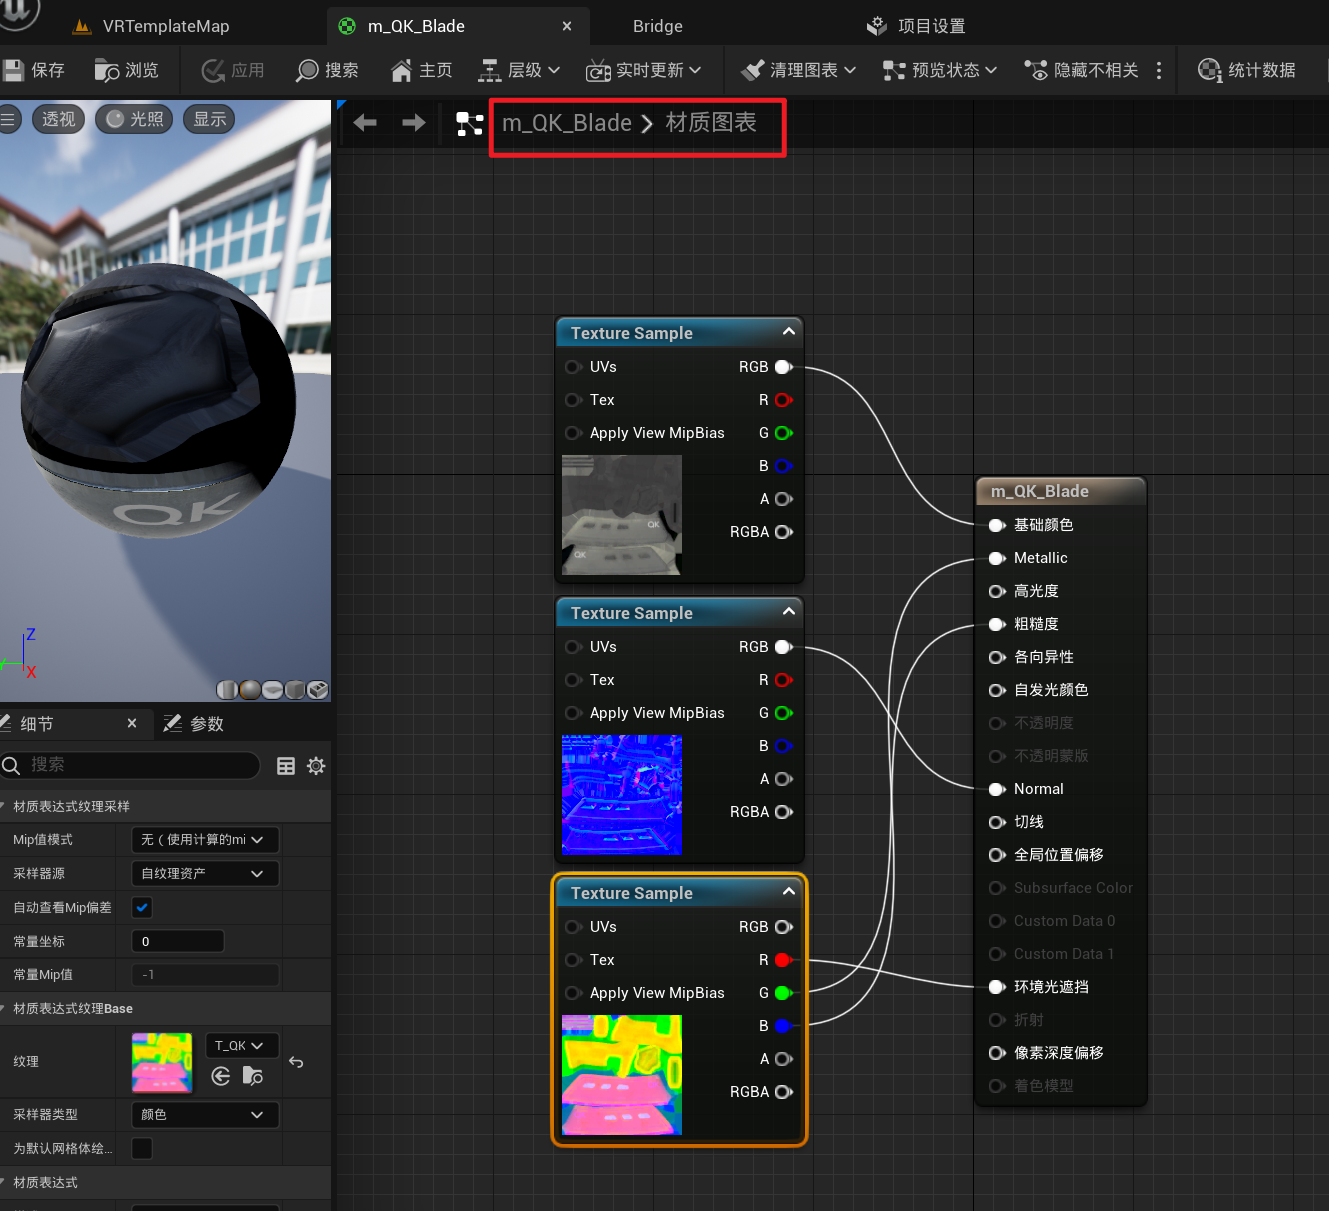 VRTemplateMap
m_QK_Blade
Bridge
项目设置
保存
浏览
应用
搜索
主页
层级
实时更新
清理图表
预览状态
隐藏不相关
统计数据
透视
光照
显示
m_QK_Blade > 材质图表
QK
Z
X
细节
参数
搜索
材质表达式纹理采样
Mip值模式
无（使用计算的mi
采样器源
自纹理资产
自动查看Mip偏差
常量坐标
0
常量Mip值
-1
材质表达式纹理Base
纹理
T_QK
采样器类型
颜色
为默认网格体绘...
材质表达式
Texture Sample
UVs
RGB
Tex
R
Apply View MipBias
G
B
A
RGBA
QK
QK
Texture Sample
UVs
RGB
Tex
R
Apply View MipBias
G
B
A
RGBA
Texture Sample
UVs
RGB
Tex
R
Apply View MipBias
G
B
A
RGBA
m_QK_Blade
基础颜色
Metallic
高光度
粗糙度
各向异性
自发光颜色
不透明度
不透明蒙版
Normal
切线
全局位置偏移
Subsurface Color
Custom Data 0
Custom Data 1
环境光遮挡
折射
像素深度偏移
着色模型